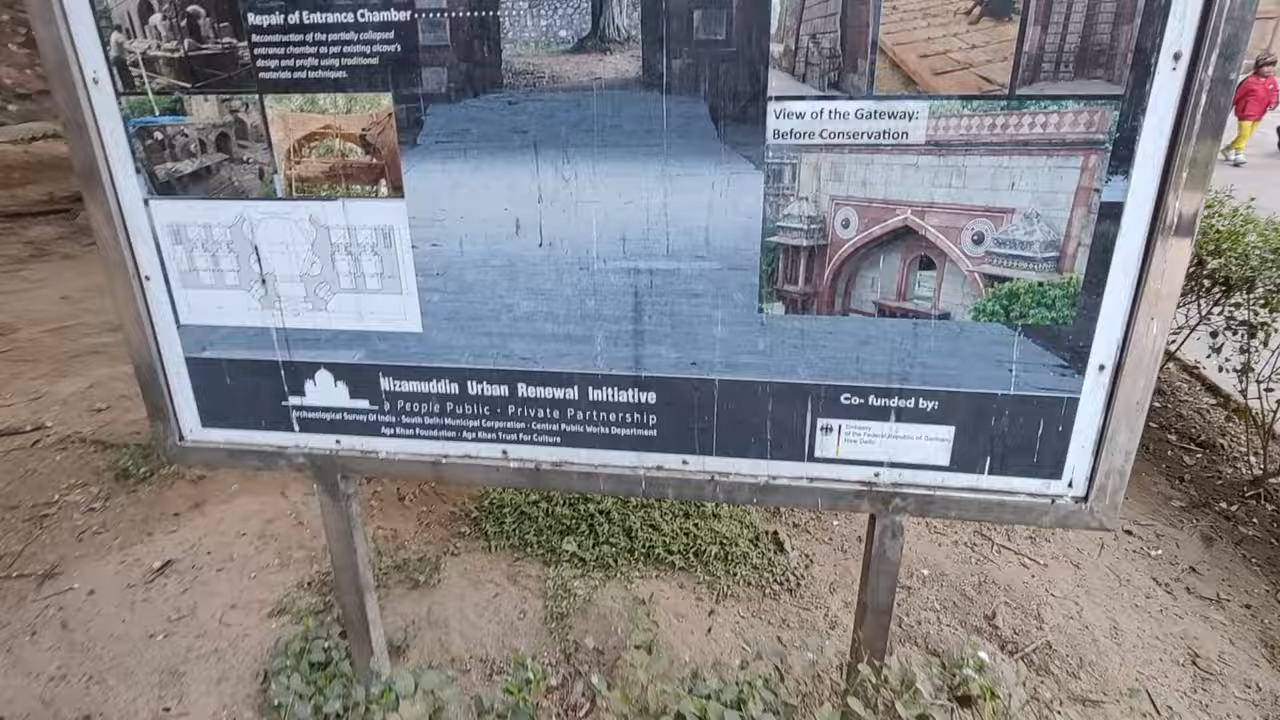 Repair of Entrance Chamber
Reconstruction of the partially collapsed
entrance chamber as per existing alcove's
design and profile using traditional
materials and techniques.
View of the Gateway:
Before Conservation
Nizamuddin Urban Renewal Initiative
a People Public - Private Partnership
Archaeological Survey Of India · South Delhi Municipal Corporation · Central Public Works Department
Aga Khan Foundation · Aga Khan Trust For Culture
Co- funded by:
Embassy
of the Federal Republic of Germany
New Delhi